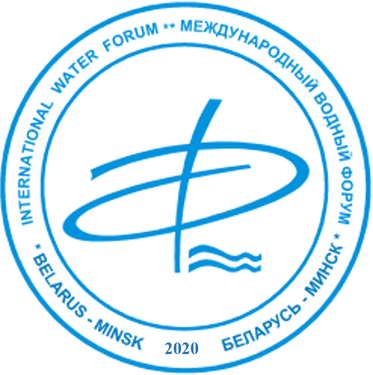 INTERNATIONAL WATER FORUM ** МЕЖДУНАРОДНЫЙ ВОДНЫЙ ФОРУМ
* BELARUS - MINSK
2020
БЕЛАРУСЬ - МИНСК *